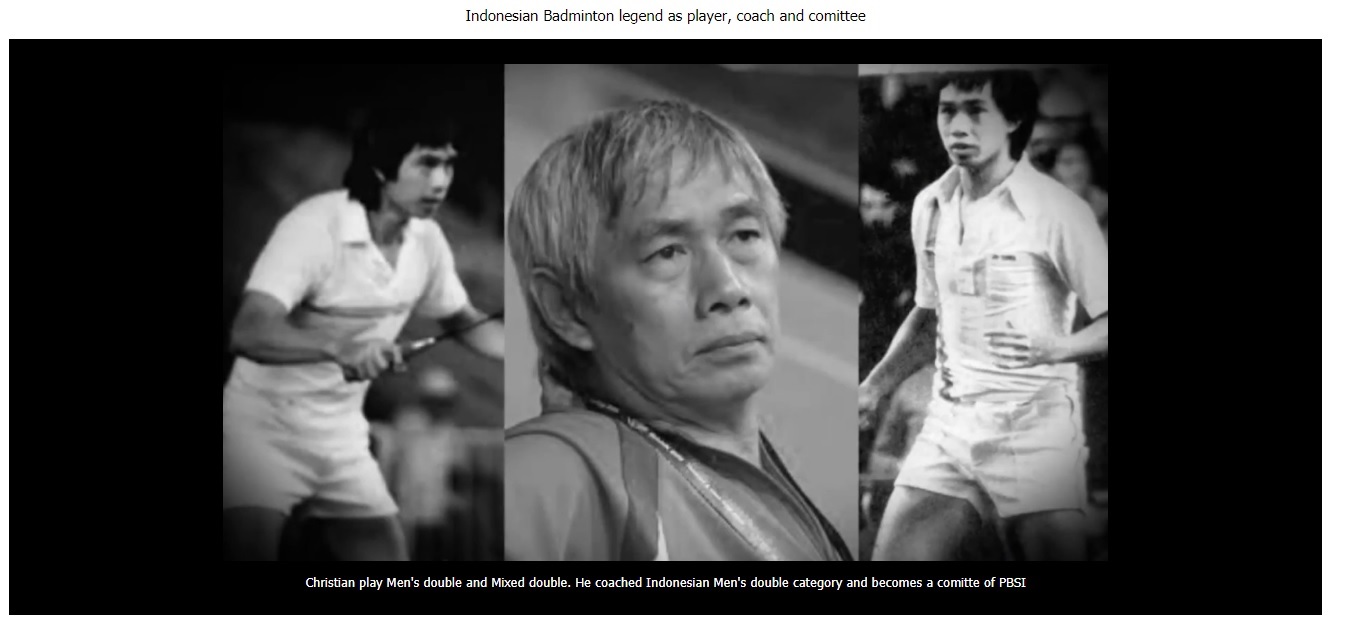 Indonesian Badminton legend as player, coach and comittee
Christian play Men's double and Mixed double. He coached Indonesian Men's double category and becomes a comitte of PBSI